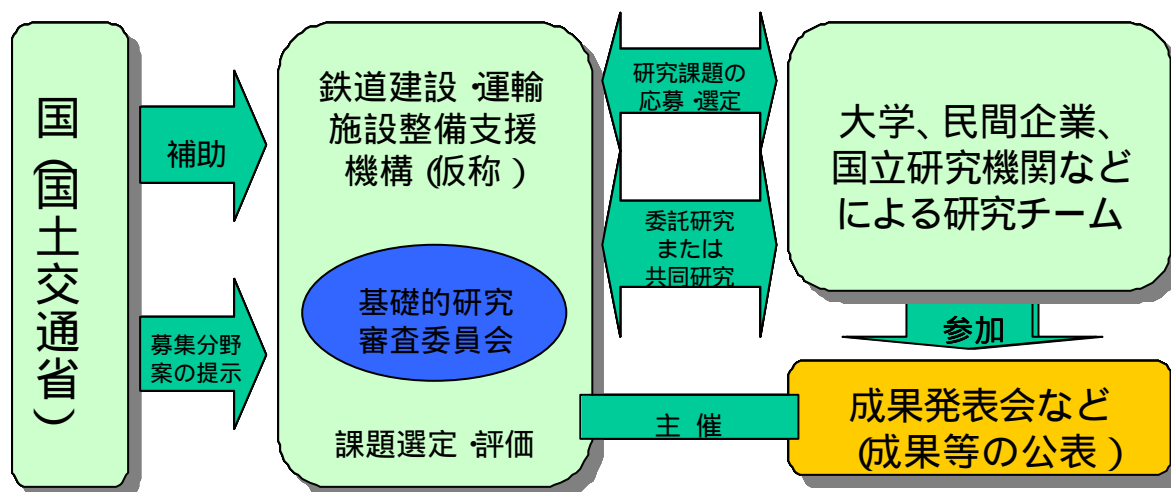 国（国土交通省）
補助
募集分野
案の提示
鉄道建設・運輸
施設整備支援
機構（仮称）
基礎的研究
審査委員会
課題選定・評価
研究課題の
応募・選定
委託研究
または
共同研究
大学、民間企業、
国立研究機関など
による研究チーム
参加
主 催
成果発表会など
（成果等の公表）